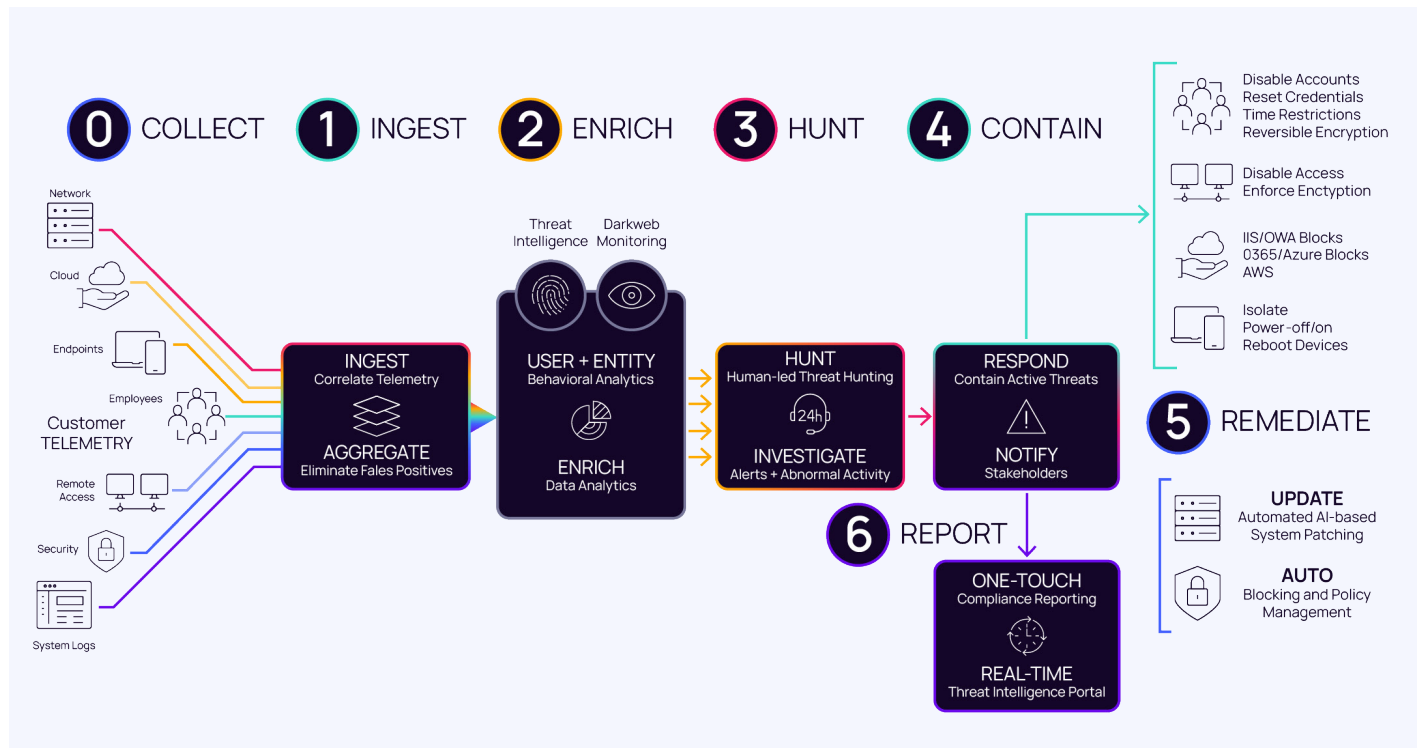 0 COLLECT
1 INGEST
2 ENRICH
3 HUNT
4 CONTAIN
Network
Cloud
Endpoints
Employees
Customer
TELEMETRY
Remote
Access
Security
System Logs
INGEST
Correlate Telemetry
AGGREGATE
Eliminate Fales Positives
Threat
Intelligence
Darkweb
Monitoring
USER + ENTITY
Behavioral Analytics
ENRICH
Data Analytics
HUNT
Human-led Threat Hunting
24h
INVESTIGATE
Alerts + Abnormal Activity
RESPOND
Contain Active Threats
NOTIFY
Stakeholders
Disable Accounts
Reset Credentials
Time Restrictions
Reversible Encryption
Disable Access
Enforce Enctyption
IIS/OWA Blocks
0365/Azure Blocks
AWS
Isolate
Power-off/on
Reboot Devices
5 REMEDIATE
UPDATE
Automated AI-based
System Patching
AUTO
Blocking and Policy
Management
6 REPORT
ONE-TOUCH
Compliance Reporting
REAL-TIME
Threat Intelligence Portal